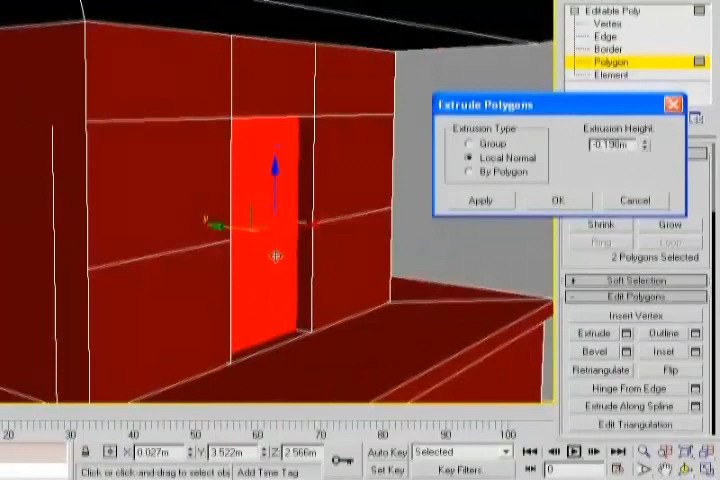 Editable Poly
Vertex
Edge
Border
Polygon
Element
Extrude Polygons
Extrusion Type
Group
Local Normal
By Polygon
Extrusion Height:
-0.198m
Apply
OK
Cancel
Shrink
Grow
Ring
Loop
2 Polygons Selected
+ Soft Selection
- Edit Polygons
Insert Vertex
Extrude
Outline
Bevel
Inset
Retriangulate
Flip
Hinge From Edge
Extrude Along Spline
Edit Triangulation
20 30 40 50 60 70 80 90 100
X 0.027m
Y 3.522m
Z: 2.566m
Auto Key
Selected
Click or click-and-drag to select obj
Add Time Tag
Set Key
Key Filters...
0